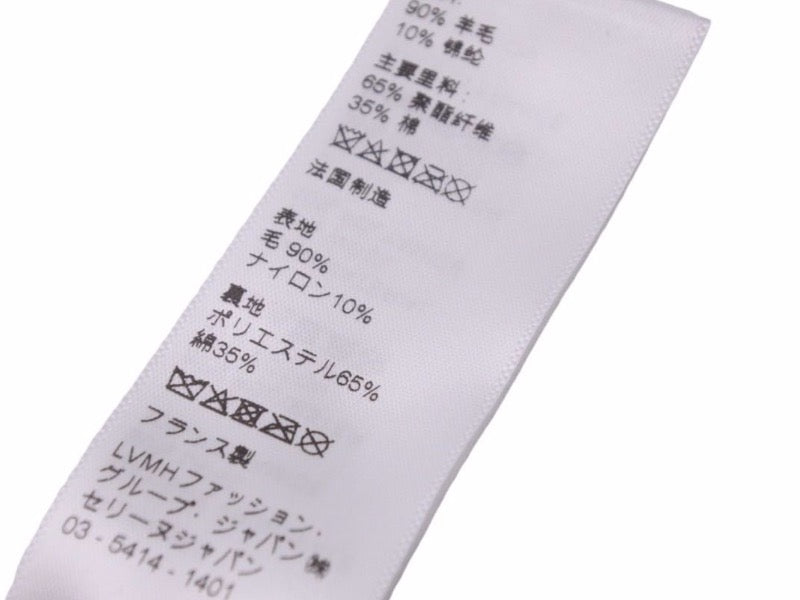 90% 羊毛
10% 锦纶
主要里料:
65% 聚酯纤维
35% 棉
法国制造
表地
毛 90%
ナイロン10%
裏地
ポリエステル65%
綿35%
フランス製
LVMHファッション・
グループ・ジャパン㈱
セリーヌジャパン
03 - 5414 - 1401